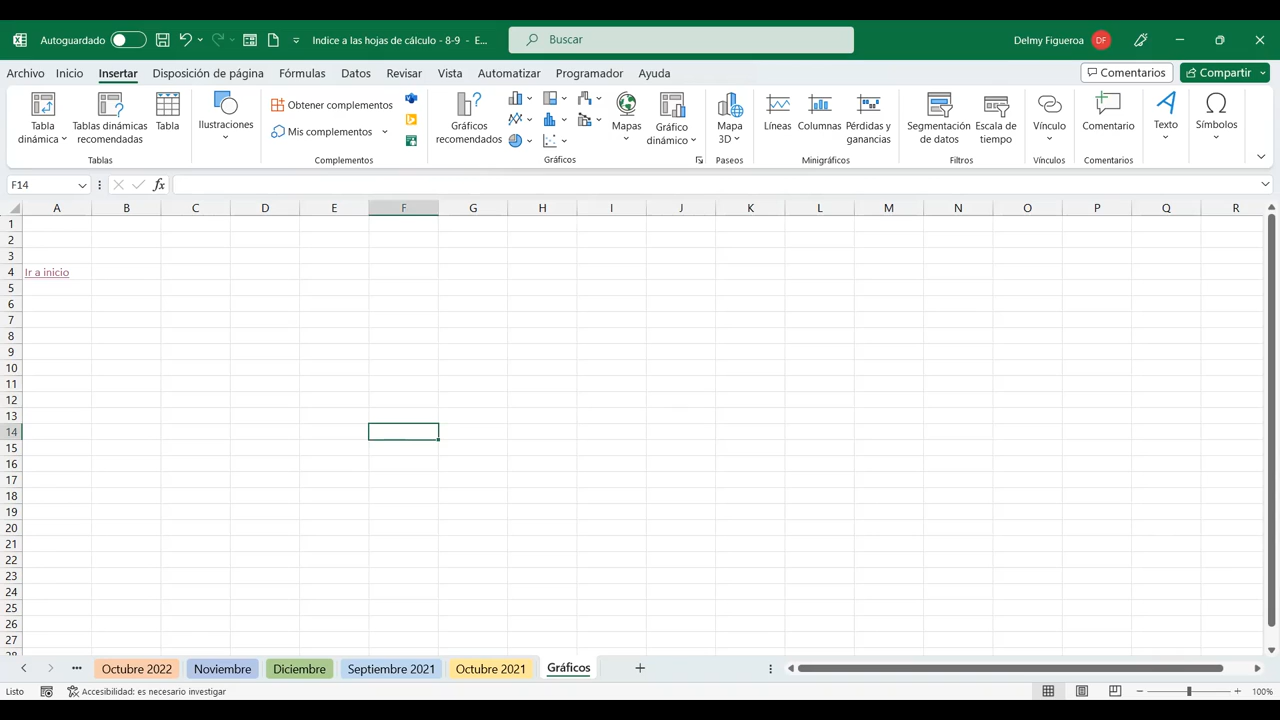 Autoguardado
Indice a las hojas de cálculo - 8-9 - E...
Buscar
Delmy Figueroa DF
Archivo Inicio Insertar Disposición de página Fórmulas Datos Revisar Vista Automatizar Programador Ayuda
Comentarios Compartir
Tabla dinámica
Tablas dinámicas recomendadas
Tabla
Tablas
Ilustraciones
Obtener complementos
Mis complementos
Complementos
Gráficos recomendados
Mapas
Gráfico dinámico
Gráficos
Mapa 3D
Paseos
Líneas
Columnas
Pérdidas y ganancias
Minigráficos
Segmentación de datos
Escala de tiempo
Filtros
Vínculo
Vínculos
Comentario
Comentarios
Texto
Símbolos
F14 fx
A B C D E F G H I J K L M N O P Q R
1
2
3
4 Ir a inicio
5
6
7
8
9
10
11
12
13
14
15
16
17
18
19
20
21
22
23
24
25
26
27
28
Octubre 2022 Noviembre Diciembre Septiembre 2021 Octubre 2021 Gráficos
Listo Accesibilidad: es necesario investigar 100%